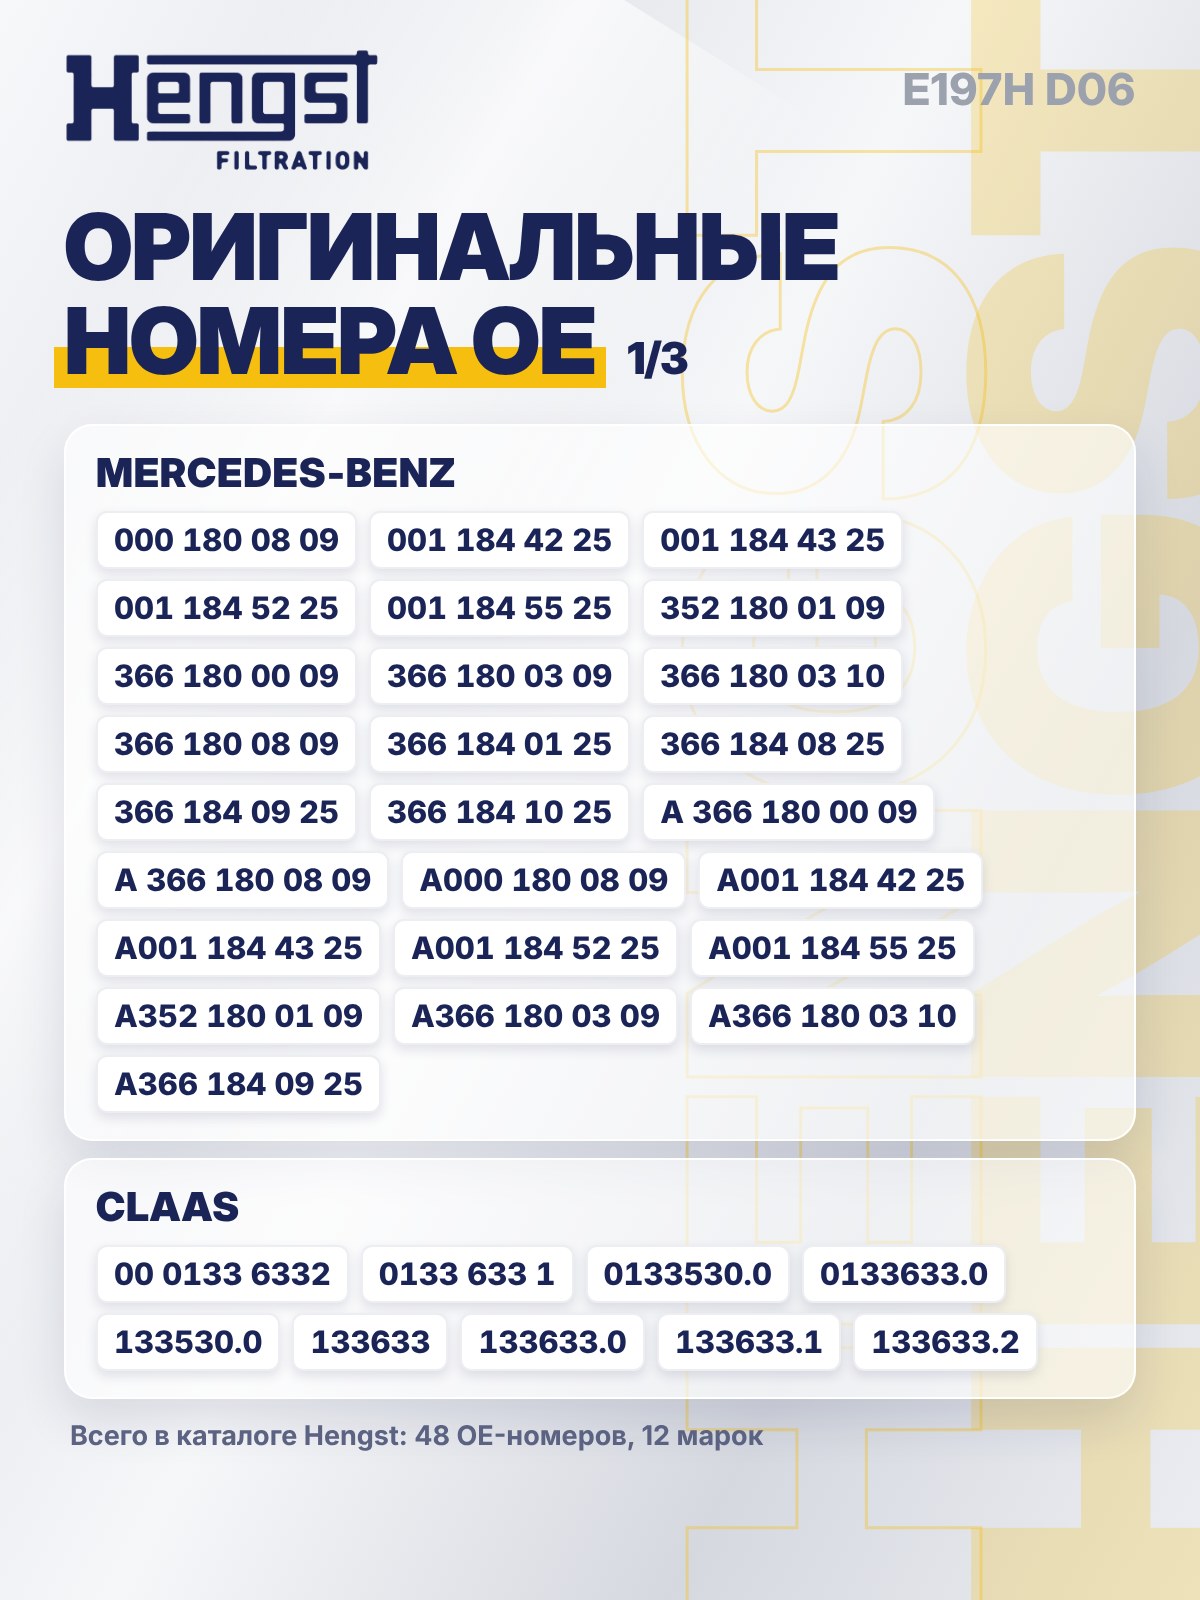 Hengst
FILTRATION
E197H D06
ОРИГИНАЛЬНЫЕ
НОМЕРА ОЕ 1/3
MERCEDES-BENZ
000 180 08 09 001 184 42 25 001 184 43 25
001 184 52 25 001 184 55 25 352 180 01 09
366 180 00 09 366 180 03 09 366 180 03 10
366 180 08 09 366 184 01 25 366 184 08 25
366 184 09 25 366 184 10 25 A 366 180 00 09
A 366 180 08 09 A000 180 08 09 A001 184 42 25
A001 184 43 25 A001 184 52 25 A001 184 55 25
A352 180 01 09 A366 180 03 09 A366 180 03 10
A366 184 09 25
CLAAS
00 0133 6332 0133 633 1 0133530.0 0133633.0
133530.0 133633 133633.0 133633.1 133633.2
Всего в каталоге Hengst: 48 ОЕ-номеров, 12 марок
HENGST
HENGST